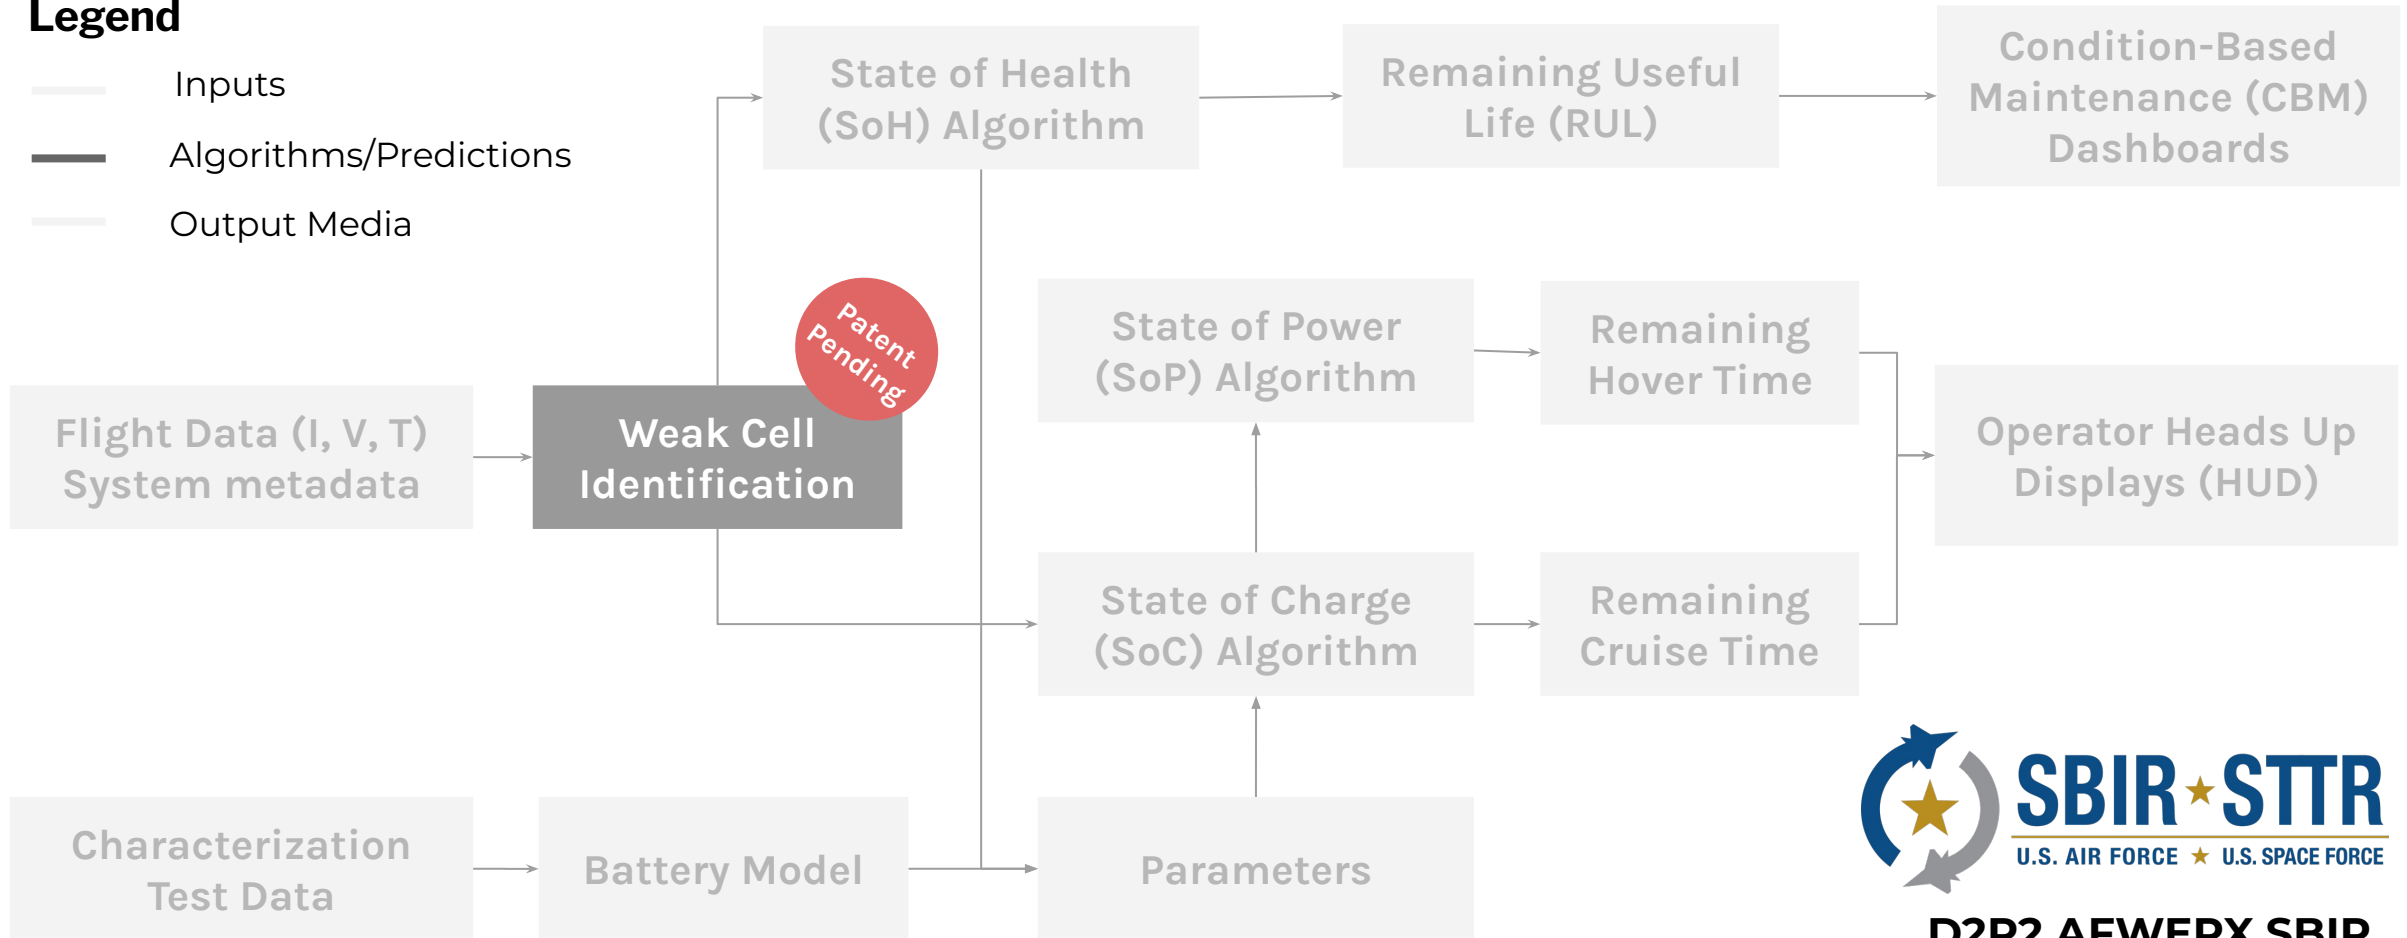 Legend
Inputs
Algorithms/Predictions
Output Media
State of Health
(SoH) Algorithm
Remaining Useful
Life (RUL)
Condition-Based
Maintenance (CBM)
Dashboards
Patent
Pending
State of Power
(SoP) Algorithm
Remaining
Hover Time
Flight Data (I, V, T)
System metadata
Weak Cell
Identification
Operator Heads Up
Displays (HUD)
State of Charge
(SoC) Algorithm
Remaining
Cruise Time
Characterization
Test Data
Battery Model
Parameters
SBIR STTR
U.S. AIR FORCE U.S. SPACE FORCE
D2P2 AFWERX SBIR